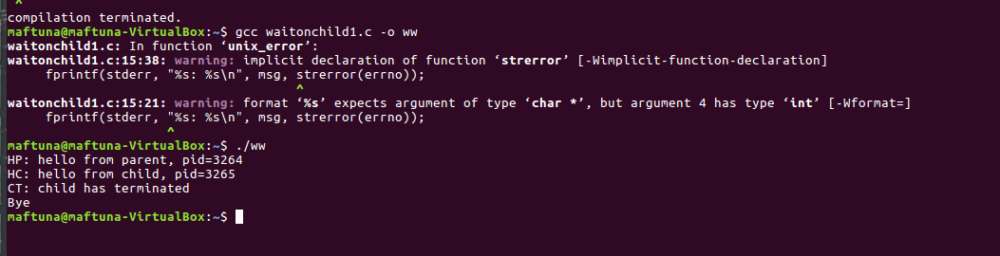 ^
compilation terminated.
maftuna@maftuna-VirtualBox:~$ gcc waitonchild1.c -o ww
waitonchild1.c: In function ‘unix_error’:
waitonchild1.c:15:38: warning: implicit declaration of function ‘strerror’ [-Wimplicit-function-declaration]
fprintf(stderr, "%s: %s\n", msg, strerror(errno));
^
waitonchild1.c:15:21: warning: format ‘%s’ expects argument of type ‘char *’, but argument 4 has type ‘int’ [-Wformat=]
fprintf(stderr, "%s: %s\n", msg, strerror(errno));
^
maftuna@maftuna-VirtualBox:~$ ./ww
HP: hello from parent, pid=3264
HC: hello from child, pid=3265
CT: child has terminated
Bye
maftuna@maftuna-VirtualBox:~$